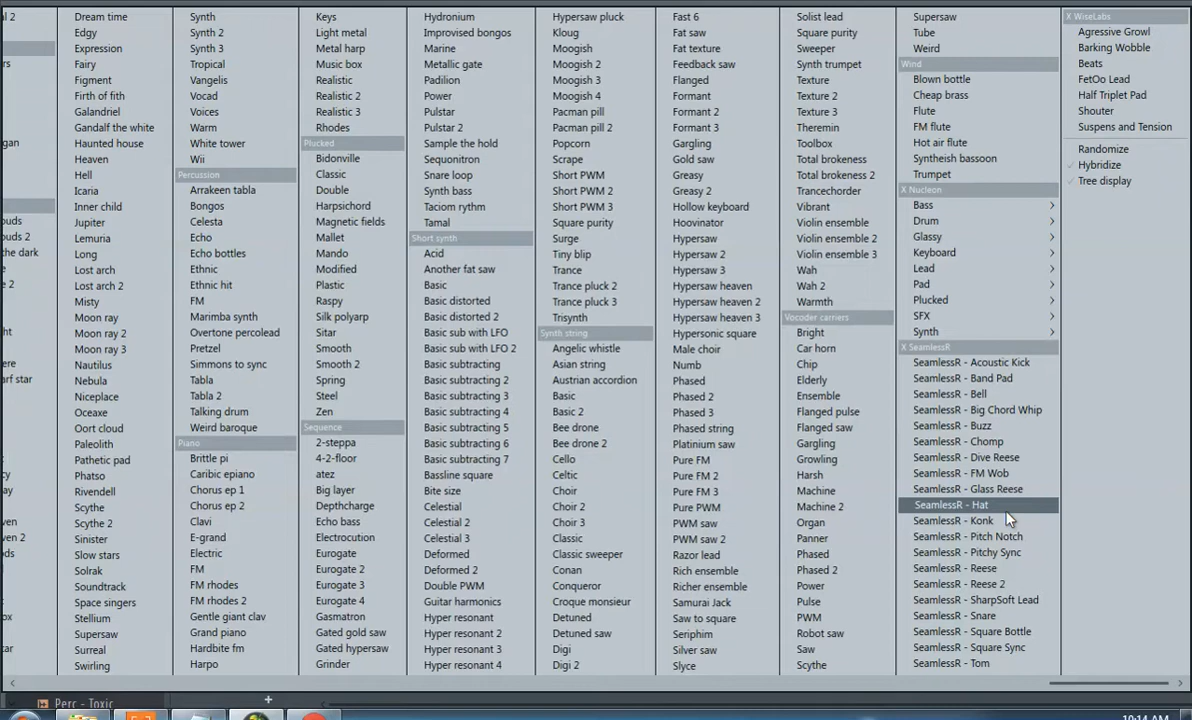 al 2
rs
gan
ouds
ouds 2
the dark
e
e 2
ht
ere
arf star
cy
ay
ven
ven 2
ods
ox
tar
Dream time
Edgy
Expression
Fairy
Figment
Firth of fith
Galandriel
Gandalf the white
Haunted house
Heaven
Hell
Icaria
Inner child
Jupiter
Lemuria
Long
Lost arch
Lost arch 2
Misty
Moon ray
Moon ray 2
Moon ray 3
Nautilus
Nebula
Niceplace
Oceaxe
Oort cloud
Paleolith
Pathetic pad
Phatso
Rivendell
Scythe
Scythe 2
Sinister
Slow stars
Solrak
Soundtrack
Space singers
Stellium
Supersaw
Surreal
Swirling
Synth
Synth 2
Synth 3
Tropical
Vangelis
Vocad
Voices
Warm
White tower
Wii
Percussion
Arrakeen tabla
Bongos
Celesta
Echo
Echo bottles
Ethnic
Ethnic hit
FM
Marimba synth
Overtone percolead
Pretzel
Simmons to sync
Tabla
Tabla 2
Talking drum
Weird baroque
Piano
Brittle pi
Caribic epiano
Chorus ep 1
Chorus ep 2
Clavi
E-grand
Electric
FM
FM rhodes
FM rhodes 2
Gentle giant clav
Grand piano
Hardbite fm
Harpo
Keys
Light metal
Metal harp
Music box
Realistic
Realistic 2
Realistic 3
Rhodes
Plucked
Bidonville
Classic
Double
Harpsichord
Magnetic fields
Mallet
Mando
Modified
Plastic
Raspy
Silk polyarp
Sitar
Smooth
Smooth 2
Spring
Steel
Zen
Sequence
2-steppa
4-2-floor
atez
Big layer
Depthcharge
Echo bass
Electrocution
Eurogate
Eurogate 2
Eurogate 3
Eurogate 4
Gasmatron
Gated gold saw
Gated hypersaw
Grinder
Hydronium
Improvised bongos
Marine
Metallic gate
Padilion
Power
Pulstar
Pulstar 2
Sample the hold
Sequonitron
Snare loop
Synth bass
Taciom rythm
Tamal
Short synth
Acid
Another fat saw
Basic
Basic distorted
Basic distorted 2
Basic sub with LFO
Basic sub with LFO 2
Basic subtracting
Basic subtracting 2
Basic subtracting 3
Basic subtracting 4
Basic subtracting 5
Basic subtracting 6
Basic subtracting 7
Bassline square
Bite size
Celestial
Celestial 2
Celestial 3
Deformed
Deformed 2
Double PWM
Guitar harmonics
Hyper resonant
Hyper resonant 2
Hyper resonant 3
Hyper resonant 4
Hypersaw pluck
Kloug
Moogish
Moogish 2
Moogish 3
Moogish 4
Pacman pill
Pacman pill 2
Popcorn
Scrape
Short PWM
Short PWM 2
Short PWM 3
Square purity
Surge
Tiny blip
Trance
Trance pluck 2
Trance pluck 3
Trisynth
Synth string
Angelic whistle
Asian string
Austrian accordion
Basic
Basic 2
Bee drone
Bee drone 2
Cello
Celtic
Choir
Choir 2
Choir 3
Classic
Classic sweeper
Conan
Conqueror
Croque monsieur
Detuned
Detuned saw
Digi
Digi 2
Fast 6
Fat saw
Fat texture
Feedback saw
Flanged
Formant
Formant 2
Formant 3
Gargling
Gold saw
Greasy
Greasy 2
Hollow keyboard
Hoovinator
Hypersaw
Hypersaw 2
Hypersaw 3
Hypersaw heaven
Hypersaw heaven 2
Hypersaw heaven 3
Hypersonic square
Male choir
Numb
Phased
Phased 2
Phased 3
Phased string
Platinium saw
Pure FM
Pure FM 2
Pure FM 3
Pure PWM
PWM saw
PWM saw 2
Razor lead
Rich ensemble
Richer ensemble
Samurai Jack
Saw to square
Seriphim
Silver saw
Slyce
Solist lead
Square purity
Sweeper
Synth trumpet
Texture
Texture 2
Texture 3
Theremin
Toolbox
Total brokeness
Total brokeness 2
Trancechorder
Vibrant
Violin ensemble
Violin ensemble 2
Violin ensemble 3
Wah
Wah 2
Warmth
Vocoder carriers
Bright
Car horn
Chip
Elderly
Ensemble
Flanged pulse
Flanged saw
Gargling
Growling
Harsh
Machine
Machine 2
Organ
Panner
Phased
Phased 2
Power
Pulse
PWM
Robot saw
Saw
Scythe
Supersaw
Tube
Weird
Wind
Blown bottle
Cheap brass
Flute
FM flute
Hot air flute
Syntheish bassoon
Trumpet
X Nucleon
Bass
Drum
Glassy
Keyboard
Lead
Pad
Plucked
SFX
Synth
X SeamlessR
SeamlessR - Acoustic Kick
SeamlessR - Band Pad
SeamlessR - Bell
SeamlessR - Big Chord Whip
SeamlessR - Buzz
SeamlessR - Chomp
SeamlessR - Dive Reese
SeamlessR - FM Wob
SeamlessR - Glass Reese
SeamlessR - Hat
SeamlessR - Konk
SeamlessR - Pitch Notch
SeamlessR - Pitchy Sync
SeamlessR - Reese
SeamlessR - Reese 2
SeamlessR - SharpSoft Lead
SeamlessR - Snare
SeamlessR - Square Bottle
SeamlessR - Square Sync
SeamlessR - Tom
X WiseLabs
Agressive Growl
Barking Wobble
Beats
FetOo Lead
Half Triplet Pad
Shouter
Suspens and Tension
Randomize
Hybridize
Tree display
Perc - Toxic
10:14 AM